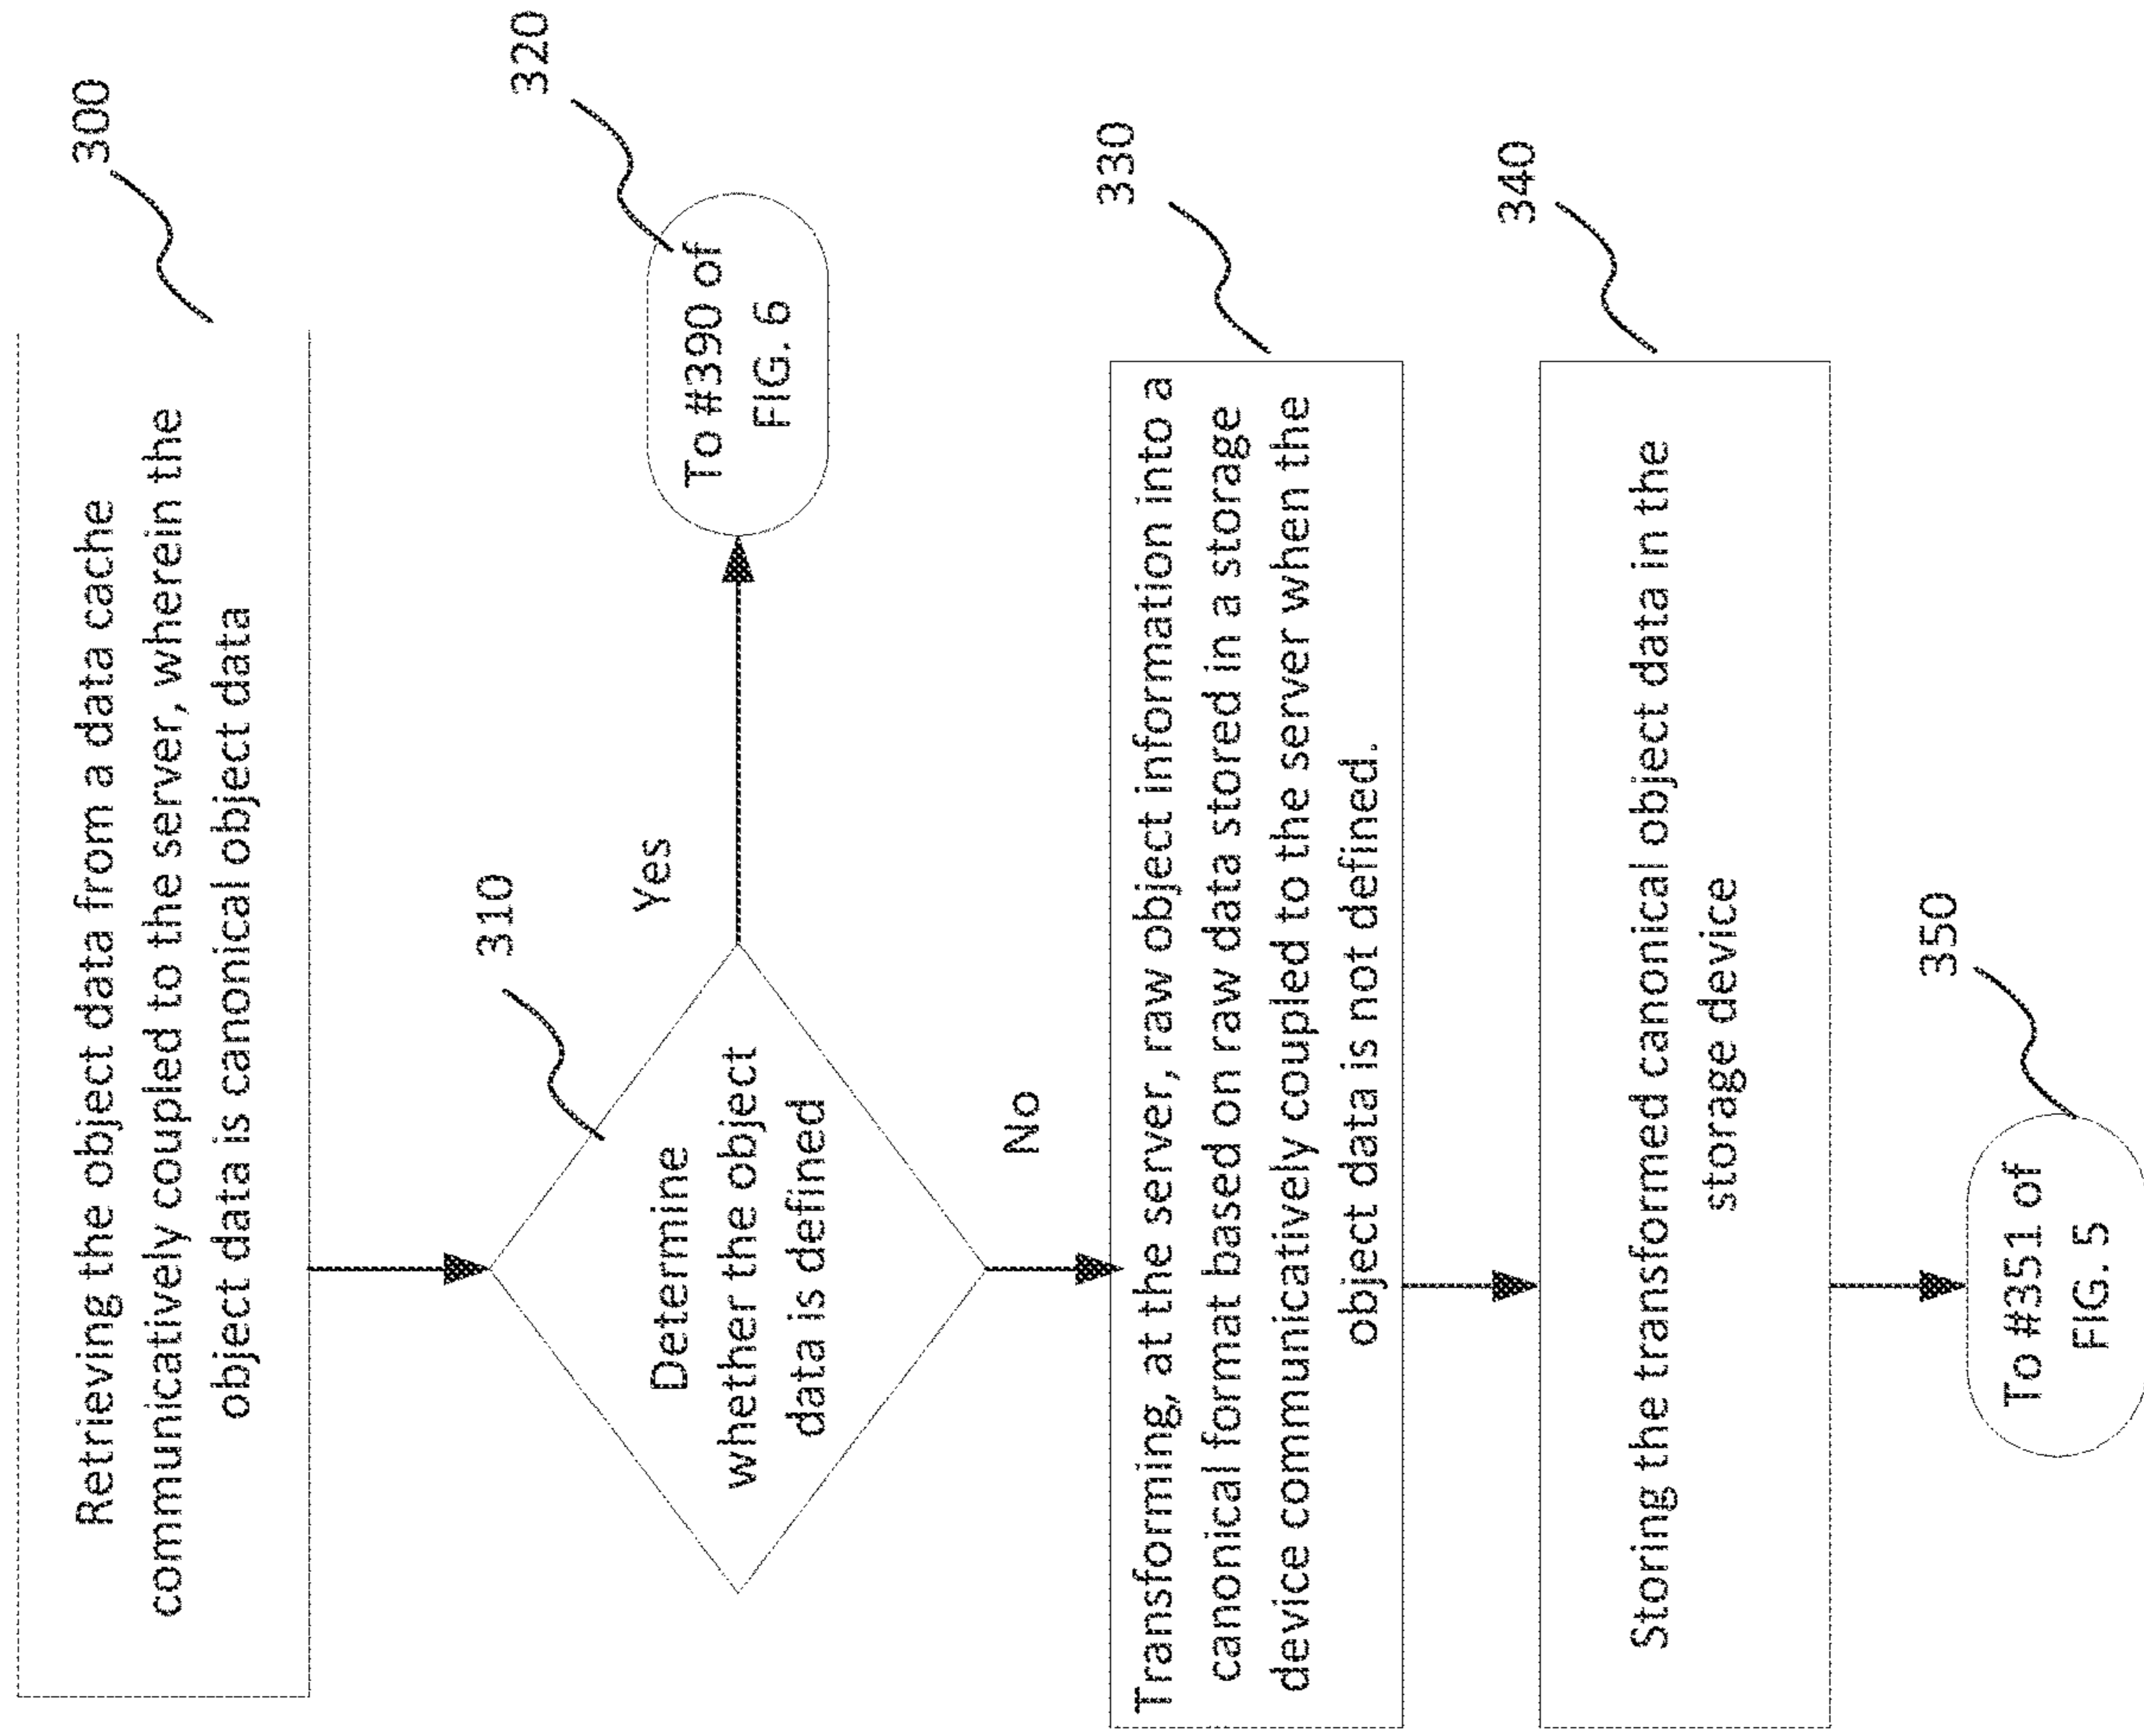 300
Retrieving the object data from a data cache
communicatively coupled to the server, wherein the
object data is canonical object data
310
Determine
whether the object
data is defined
Yes
320
To #390 of
FIG. 6
No
330
Transforming, at the server, raw object information into a
canonical format based on raw data stored in a storage
device communicatively coupled to the server when the
object data is not defined.
340
Storing the transformed canonical object data in the
storage device
350
To #351 of
FIG. 5